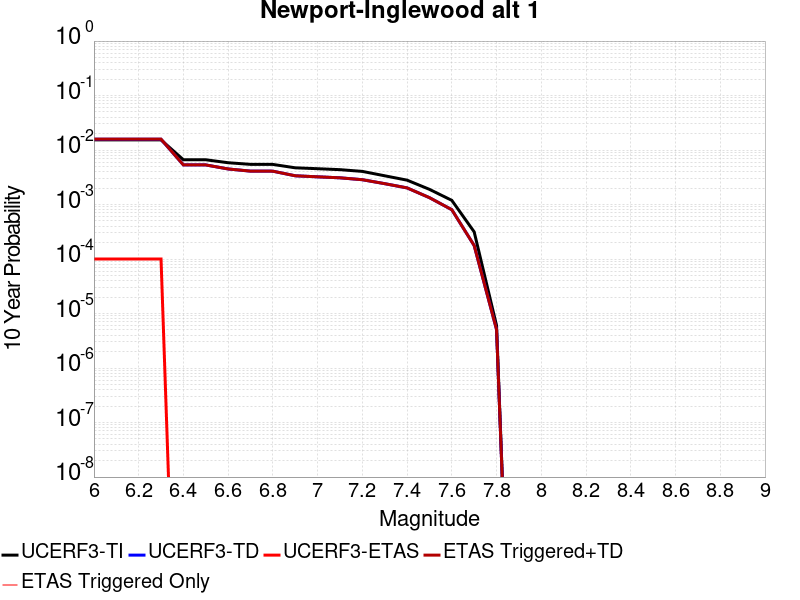 Newport-Inglewood alt 1
10^0
10^-1
10^-2
10^-3
10^-4
10^-5
10^-6
10^-7
10^-8
10 Year Probability
6 6.2 6.4 6.6 6.8 7 7.2 7.4 7.6 7.8 8 8.2 8.4 8.6 8.8 9
Magnitude
UCERF3-TI UCERF3-TD UCERF3-ETAS ETAS Triggered+TD
ETAS Triggered Only